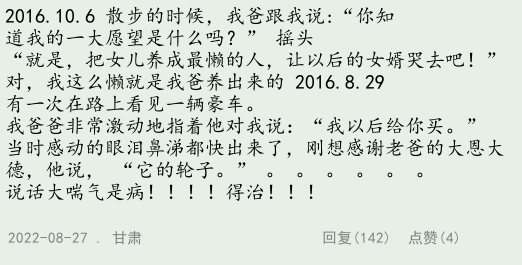 2016.10.6 散步的时候，我爸跟我说：“你知
道我的一大愿望是什么吗？” 摇头
“就是，把女儿养成最懒的人，让以后的女婿哭去吧！”
对，我这么懒就是我爸养出来的 2016.8.29
有一次在路上看见一辆豪车。
我爸爸非常激动地指着他对我说：“我以后给你买。”
当时感动的眼泪鼻涕都快出来了，刚想感谢老爸的大恩大
德，他说，“它的轮子。” 。 。 。 。 。 。
说话大喘气是病！！！！得治！！！
2022-08-27 . 甘肃 回复(142) 点赞(4)